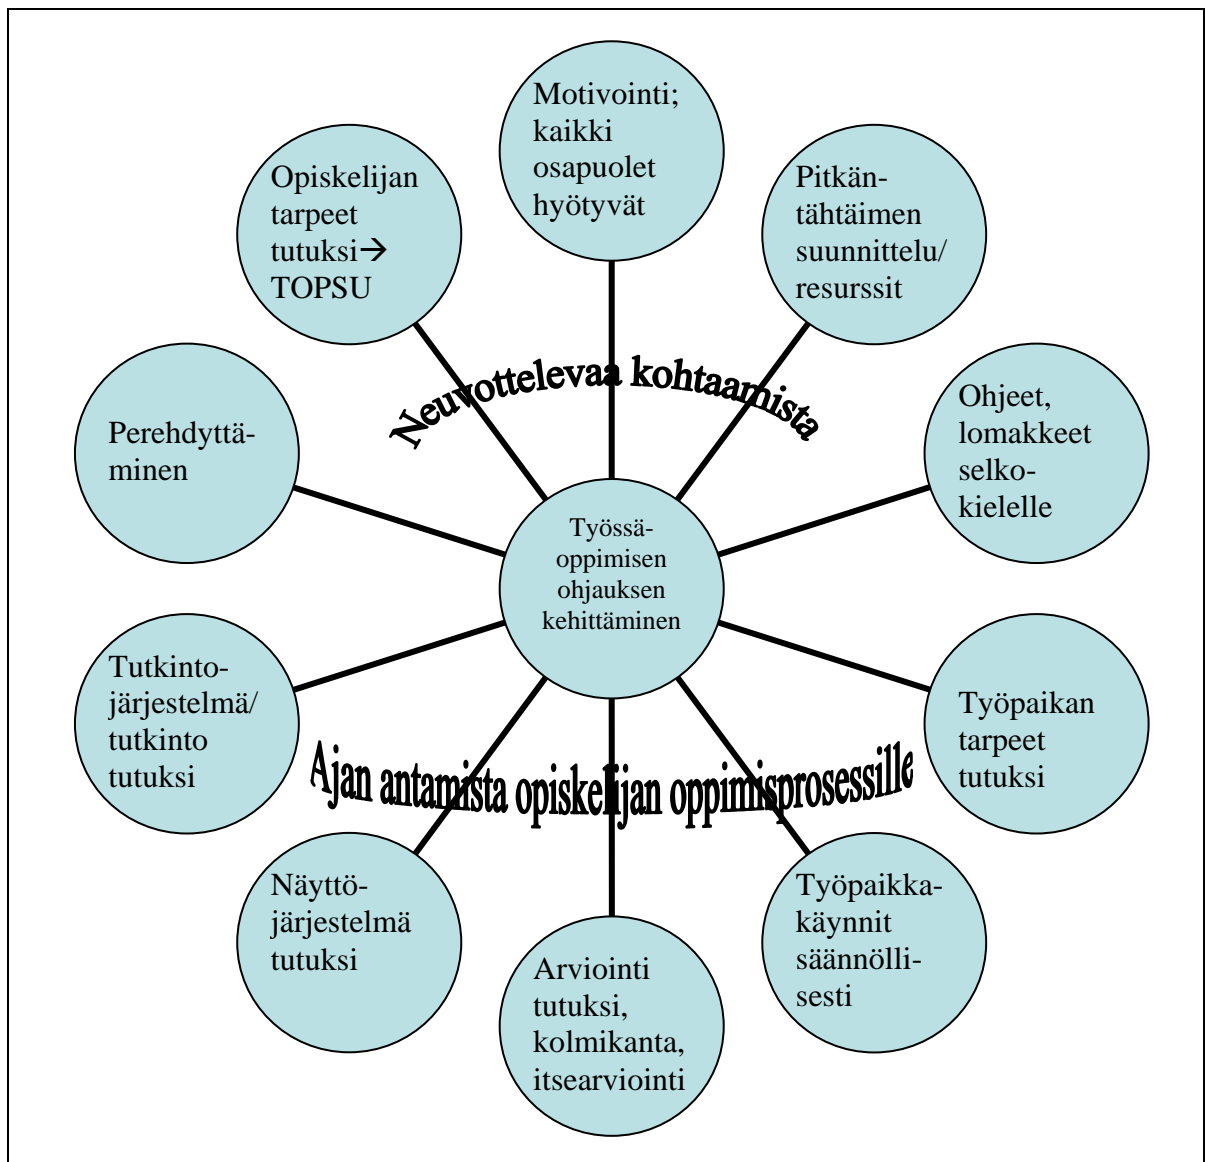 Motivointi;
kaikki
osapuolet
hyötyvät
Opiskelijan
tarpeet
tutuksi→
TOPSU
Pitkän-
tähtäimen
suunnittelu/
resurssit
Neuvottelevaa kohtaamista
Perehdyttä-
minen
Ohjeet,
lomakkeet
selko-
kielelle
Työssä-
oppimisen
ohjauksen
kehittäminen
Tutkinto-
järjestelmä/
tutkinto
tutuksi
Työpaikan
tarpeet
tutuksi
Ajan antamista opiskelijan oppimisprosessille
Näyttö-
järjestelmä
tutuksi
Arviointi
tutuksi,
kolmikanta,
itsearviointi
Työpaikka-
käynnit
säännölli-
sesti